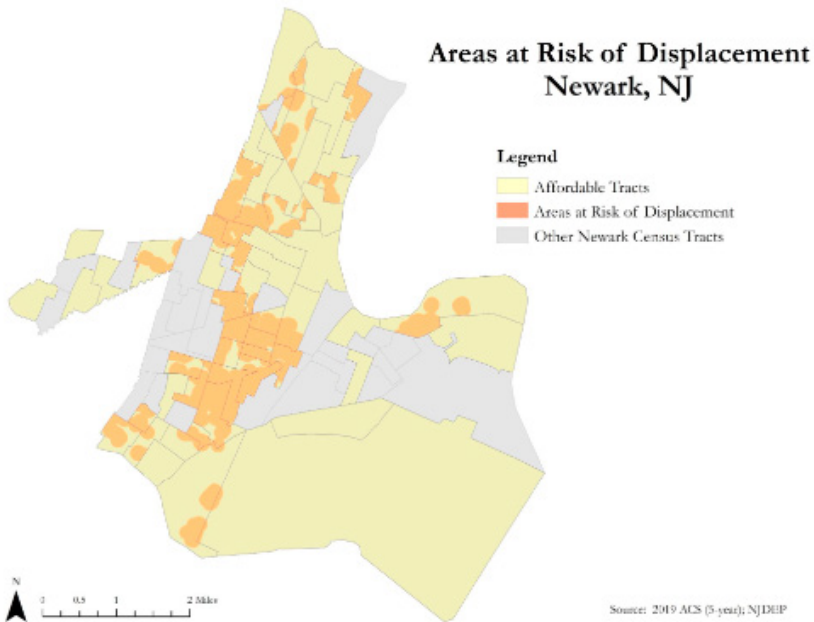 Areas at Risk of Displacement
Newark, NJ
Legend
Affordable Tracts
Areas at Risk of Displacement
Other Newark Census Tracts
N
0 0.5 1 2 Miles
Source: 2019 ACS (5-year); NJDEP